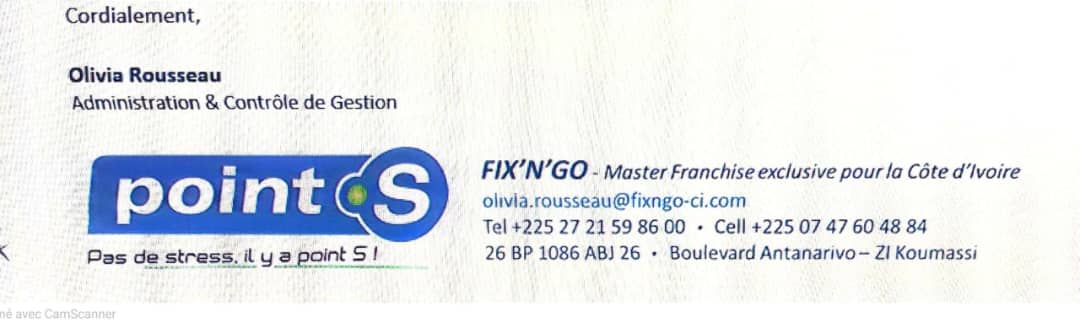 Cordialement,
Olivia Rousseau
Administration & Contrôle de Gestion
point S
Pas de stress, il y a point S !
FIX'N'GO - Master Franchise exclusive pour la Côte d'Ivoire
olivia.rousseau@fixngo-ci.com
Tel +225 27 21 59 86 00 • Cell +225 07 47 60 48 84
26 BP 1086 ABJ 26 • Boulevard Antanarivo – ZI Koumassi
né avec CamScanner